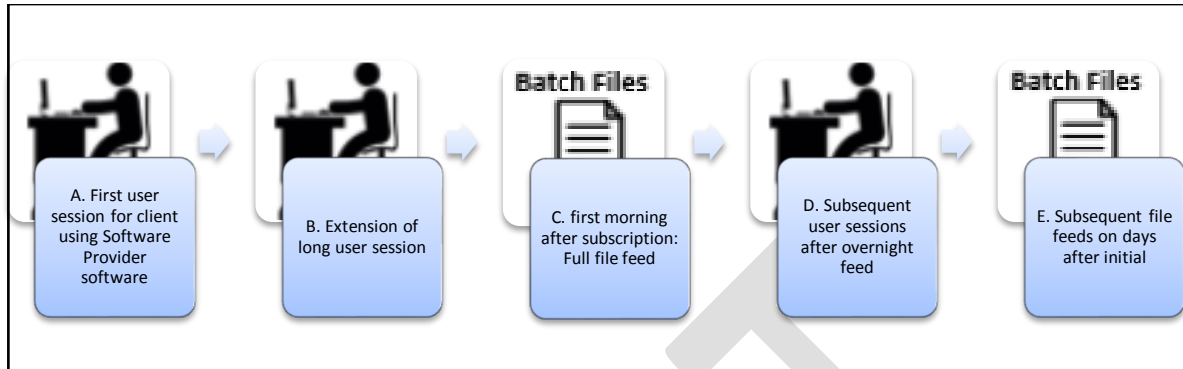 A. First user
session for client
using Software
Provider
software
B. Extension of
long user session
Batch Files
C. first morning
after subscription:
Full file feed
D. Subsequent
user sessions
after overnight
feed
Batch Files
E. Subsequent file
feeds on days
after initial